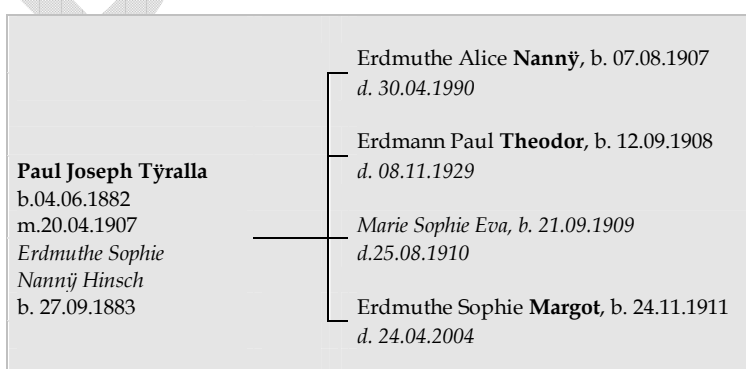 Paul Joseph Tÿralla
b.04.06.1882
m.20.04.1907
Erdmuthe Sophie
Nannÿ Hinsch
b. 27.09.1883
Erdmuthe Alice Nannÿ, b. 07.08.1907
d. 30.04.1990
Erdmann Paul Theodor, b. 12.09.1908
d. 08.11.1929
Marie Sophie Eva, b. 21.09.1909
d.25.08.1910
Erdmuthe Sophie Margot, b. 24.11.1911
d. 24.04.2004